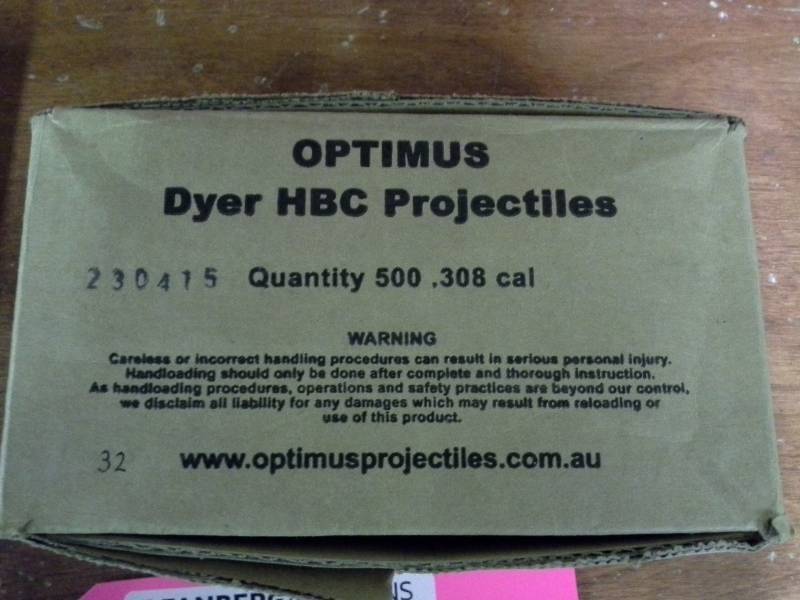 OPTIMUS
Dyer HBC Projectiles
230415 Quantity 500 .308 cal
WARNING
Careless or incorrect handling procedures can result in serious personal injury.
Handloading should only be done after complete and thorough instruction.
As handloading procedures, operations and safety practices are beyond our control,
we disclaim all liability for any damages which may result from reloading or
use of this product.
32 www.optimusprojectiles.com.au